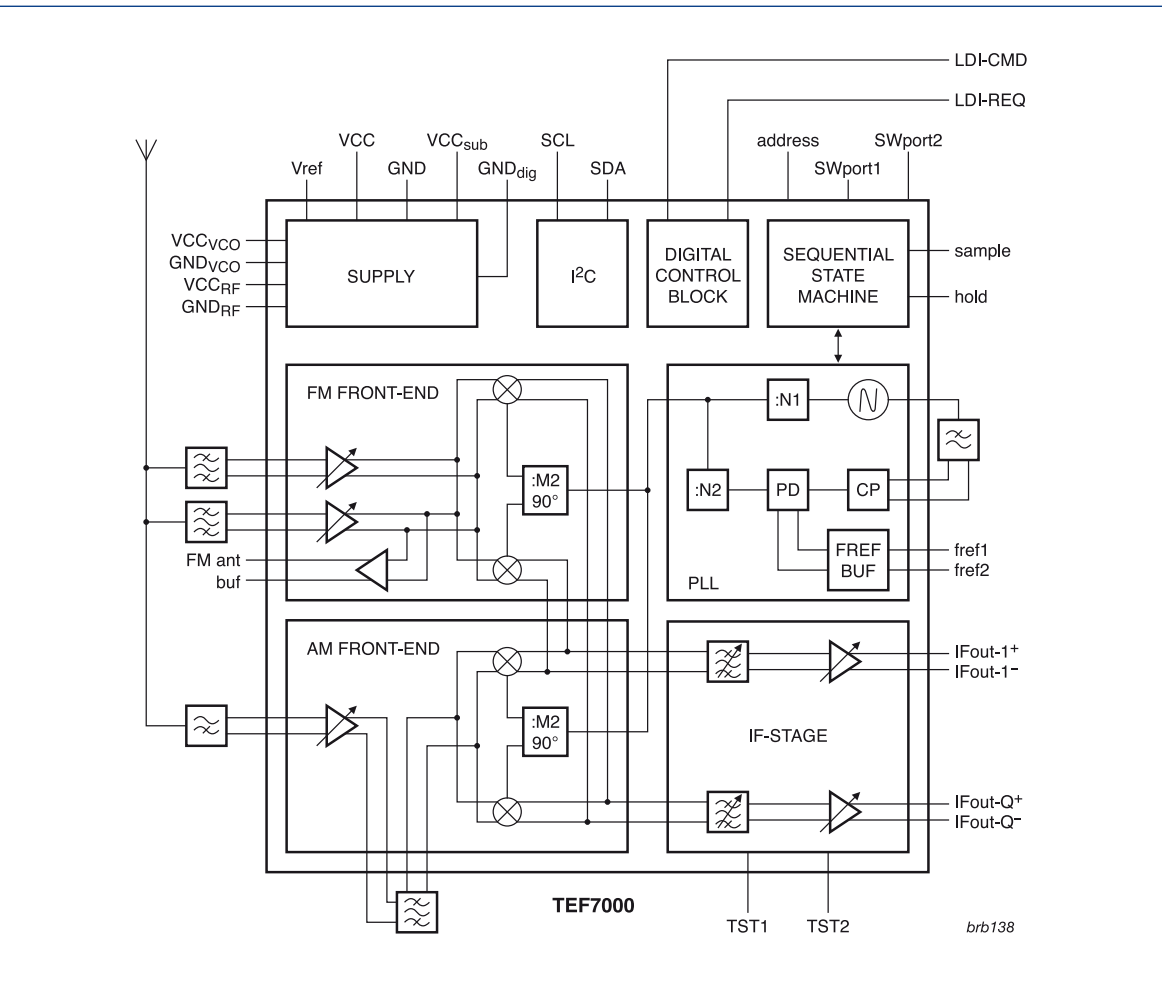 LDI-CMD
LDI-REQ
VCC
VCCsub
SCL
address
SWport2
Vref
GND
GNDdig
SDA
SWport1
VCCVCO
GNDVCO
VCCRF
GNDRF
SUPPLY
I2C
DIGITAL
CONTROL
BLOCK
SEQUENTIAL
STATE
MACHINE
sample
hold
FM FRONT-END
:N1
:M2
90°
:N2
PD
CP
FM ant
buf
FREF
BUF
fref1
fref2
PLL
AM FRONT-END
IFout-1+
IFout-1−
:M2
90°
IF-STAGE
IFout-Q+
IFout-Q−
TEF7000
TST1
TST2
brb138